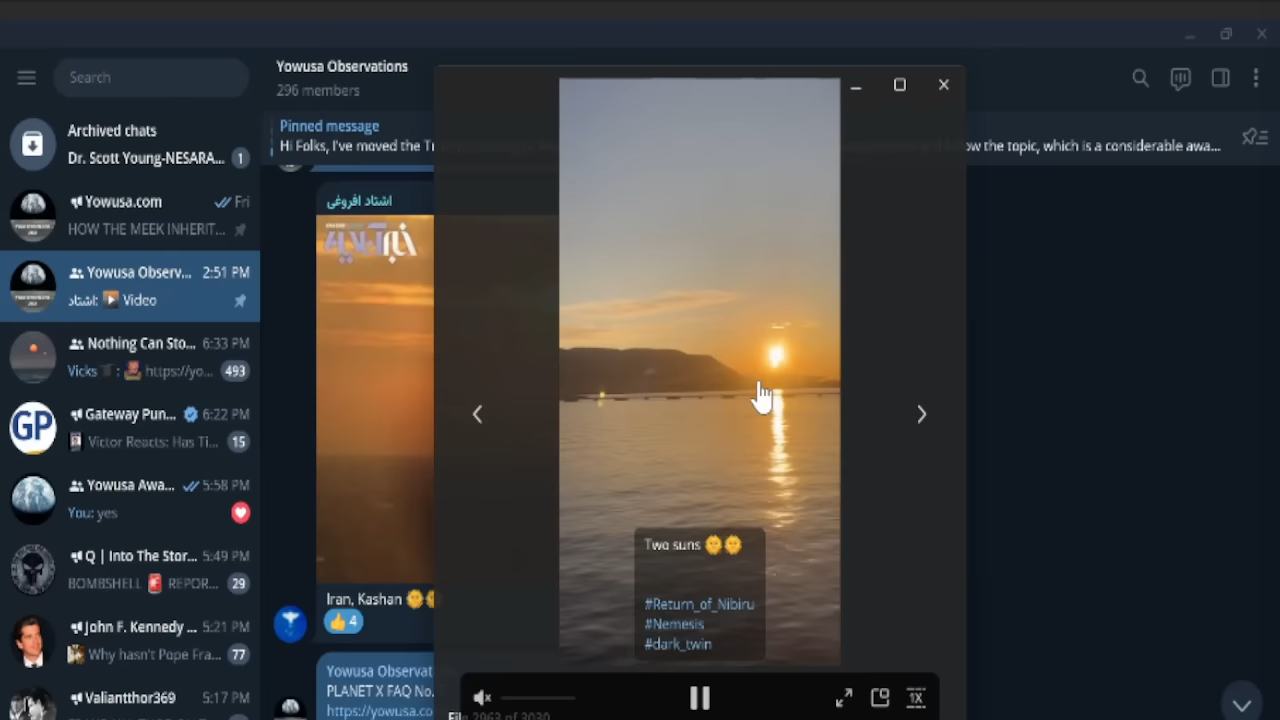 Search
Archived chats
Dr. Scott Young-NESARA...
1
Yowusa.com
Fri
HOW THE MEEK INHERIT...
Yowusa Observ...
2:51 PM
اشتاد:
Video
Nothing Can Sto...
6:33 PM
Vicks
: https://yo...
493
Gateway Pun...
6:22 PM
Victor Reacts: Has Ti...
15
Yowusa Awa...
5:58 PM
You: yes
Q | Into The Stor...
5:49 PM
BOMBSHELL 🚨 REPOR...
29
John F. Kennedy ...
5:21 PM
Why hasn't Pope Fra...
77
Valiantthor369
5:17 PM
Yowusa Observations
296 members
Pinned message
Hi Folks, I've moved the
the topic, which is a considerable awa...
اشتاد افروغی
Iran, Kashan 🌞
👍 4
Yowusa Observat
PLANET X FAQ No.
https://yowusa.co
Two suns 🌞🌞
#Return_of_Nibiru
#Nemesis
#dark_twin
1X
File 2963 of 3030